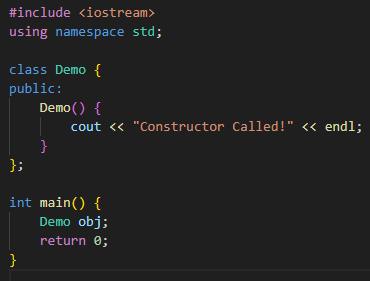 #include <iostream>
using namespace std;

class Demo {
public:
    Demo() {
        cout << "Constructor Called!" << endl;
    }
};

int main() {
    Demo obj;
    return 0;
}